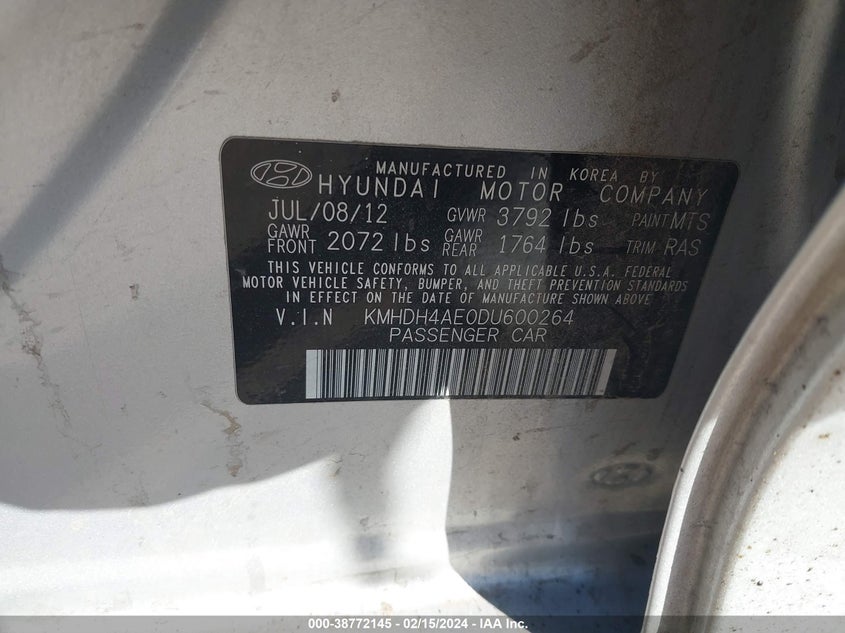 MANUFACTURED IN KOREA BY
HYUNDAI MOTOR COMPANY
JUL/08/12 GVWR 3792 lbs PAINT MTS
GAWR FRONT 2072 lbs GAWR REAR 1764 lbs TRIM RAS
THIS VEHICLE CONFORMS TO ALL APPLICABLE U.S.A. FEDERAL
MOTOR VEHICLE SAFETY, BUMPER, AND THEFT PREVENTION STANDARDS
IN EFFECT ON THE DATE OF MANUFACTURE SHOWN ABOVE
V.I.N KMHDH4AE0DU600264
PASSENGER CAR
000-38772145 - 02/15/2024 - IAA, Inc.